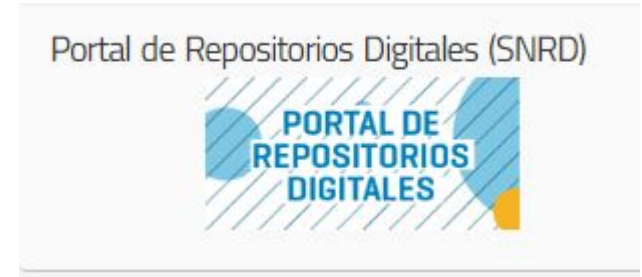 Portal de Repositorios Digitales (SNRD)
PORTAL DE
REPOSITORIOS
DIGITALES